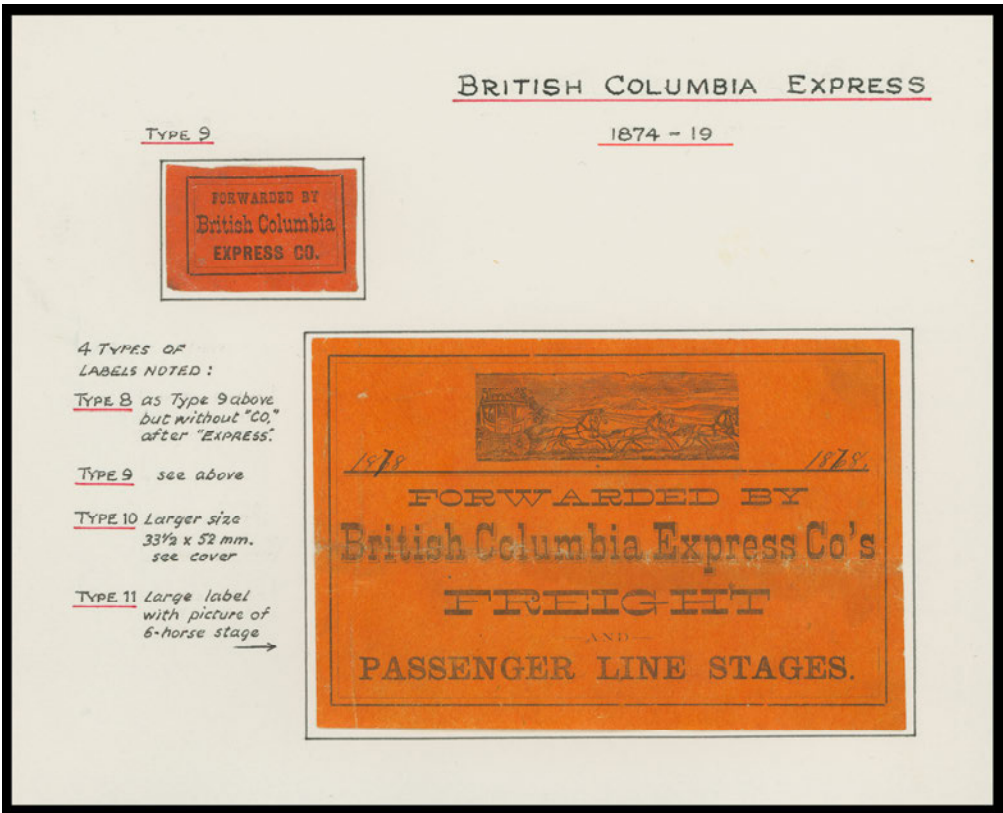 BRITISH COLUMBIA EXPRESS
1874 - 19
TYPE 9
FORWARDED BY
British Columbia
EXPRESS CO.
4 TYPES OF
LABELS NOTED :
TYPE 8 as Type 9 above
but without "CO,"
after "EXPRESS".
TYPE 9 see above
TYPE 10 Larger size
33½ x 52 mm.
see cover
TYPE 11 Large label
with picture of
6-horse stage →
FORWARDED BY
British Columbia Express Co's
FREIGHT
—AND—
PASSENGER LINE STAGES.